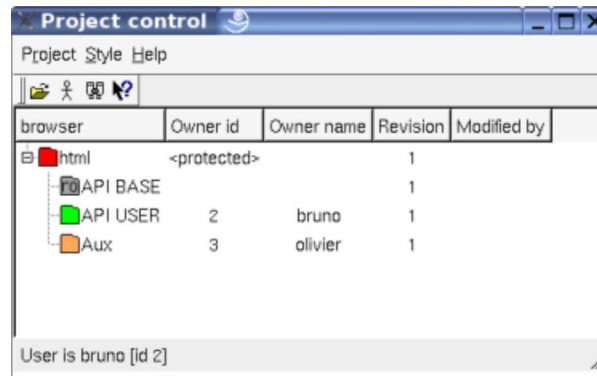 Project control
Project Style Help
browser Owner id Owner name Revision Modified by
html <protected> 1
ro API BASE 1
API USER 2 bruno 1
Aux 3 olivier 1
User is bruno [id 2]